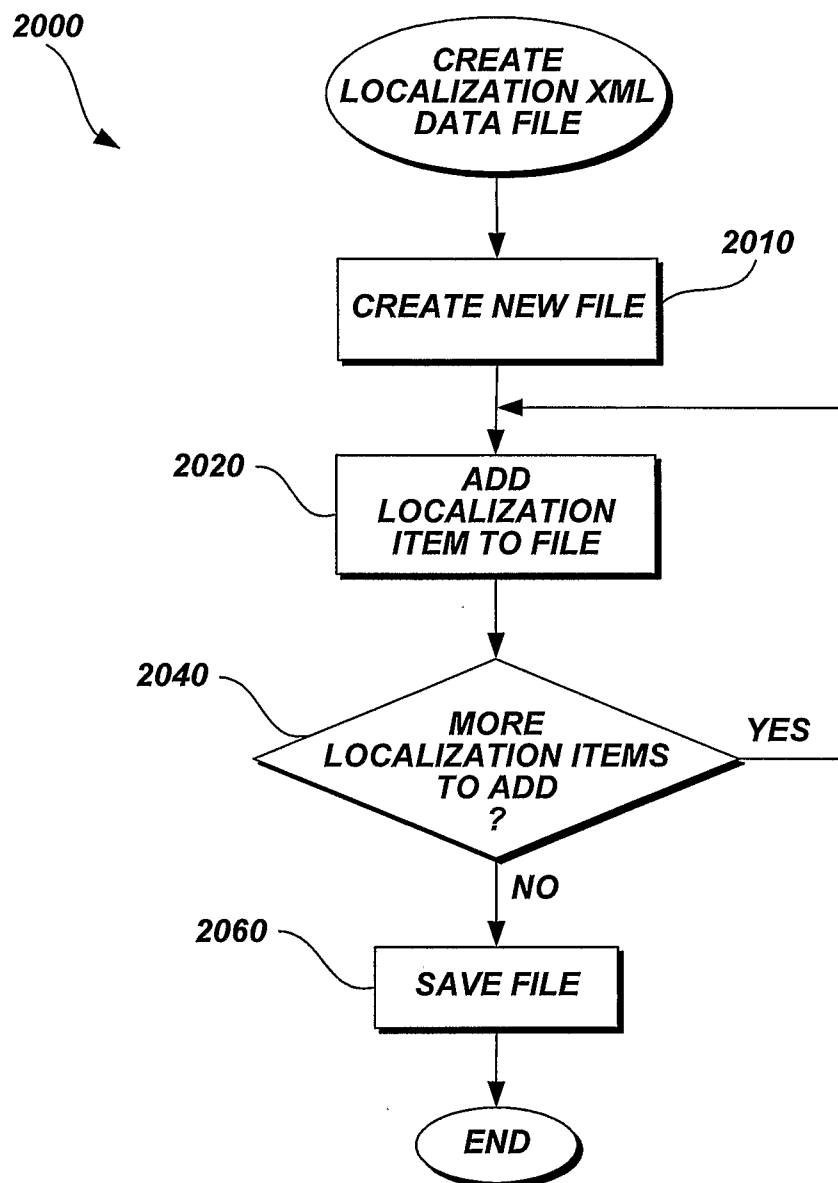 2000
CREATE
LOCALIZATION XML
DATA FILE
2010
CREATE NEW FILE
2020
ADD
LOCALIZATION
ITEM TO FILE
2040
MORE
LOCALIZATION ITEMS
TO ADD
?
YES
NO
2060
SAVE FILE
END